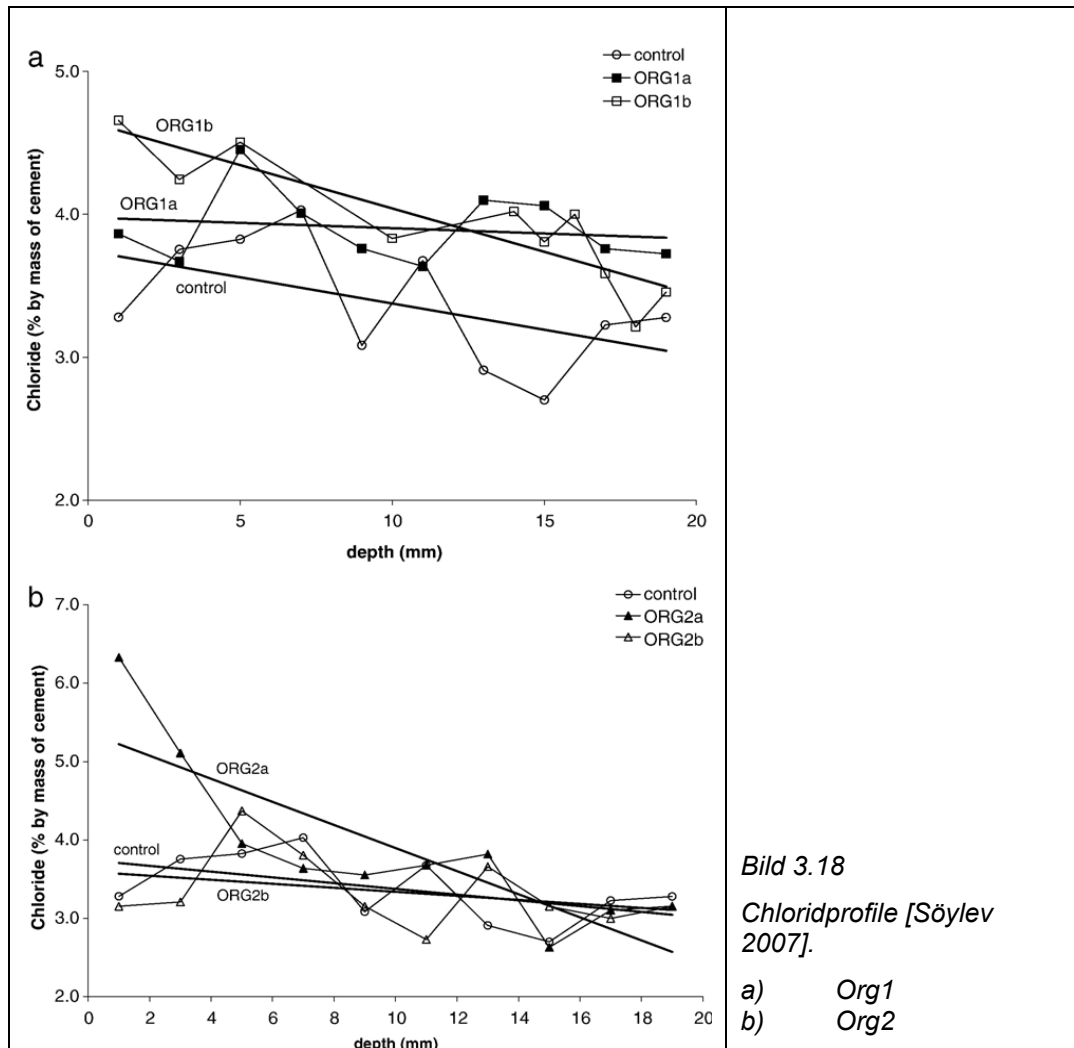 a
control
ORG1a
ORG1b
5.0
4.0
3.0
2.0
Chloride (% by mass of cement)
ORG1b
ORG1a
control
0 5 10 15 20
depth (mm)
b
control
ORG2a
ORG2b
7.0
6.0
5.0
4.0
3.0
2.0
Chloride (% by mass of cement)
ORG2a
control
ORG2b
0 2 4 6 8 10 12 14 16 18 20
depth (mm)
Bild 3.18
Chloridprofile [Söylev
2007].
a) Org1
b) Org2